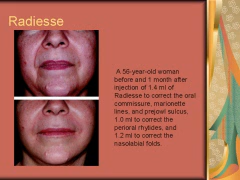 Radiesse
A 56-year-old woman
before and 1 month after
injection of 1.4 ml of
Radiesse to correct the oral
commissure, marionette
lines, and prejowl sulcus,
1.0 ml to correct the
perioral rhytides, and
1.2 ml to correct the
nasolabial folds.